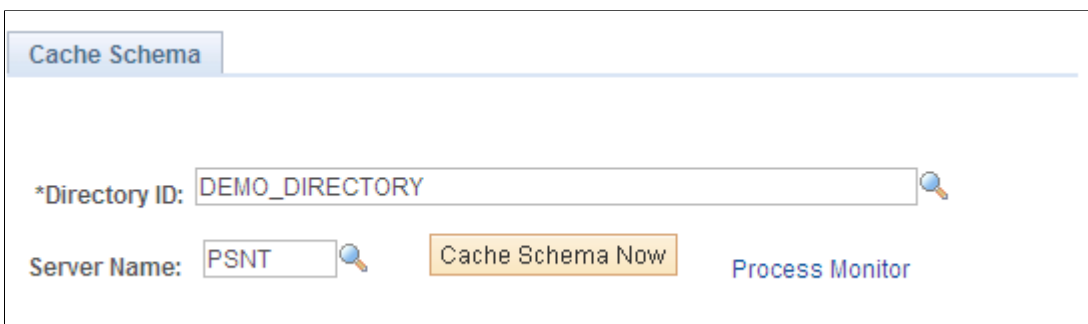 Cache Schema
*Directory ID: DEMO_DIRECTORY
Server Name: PSNT Cache Schema Now Process Monitor